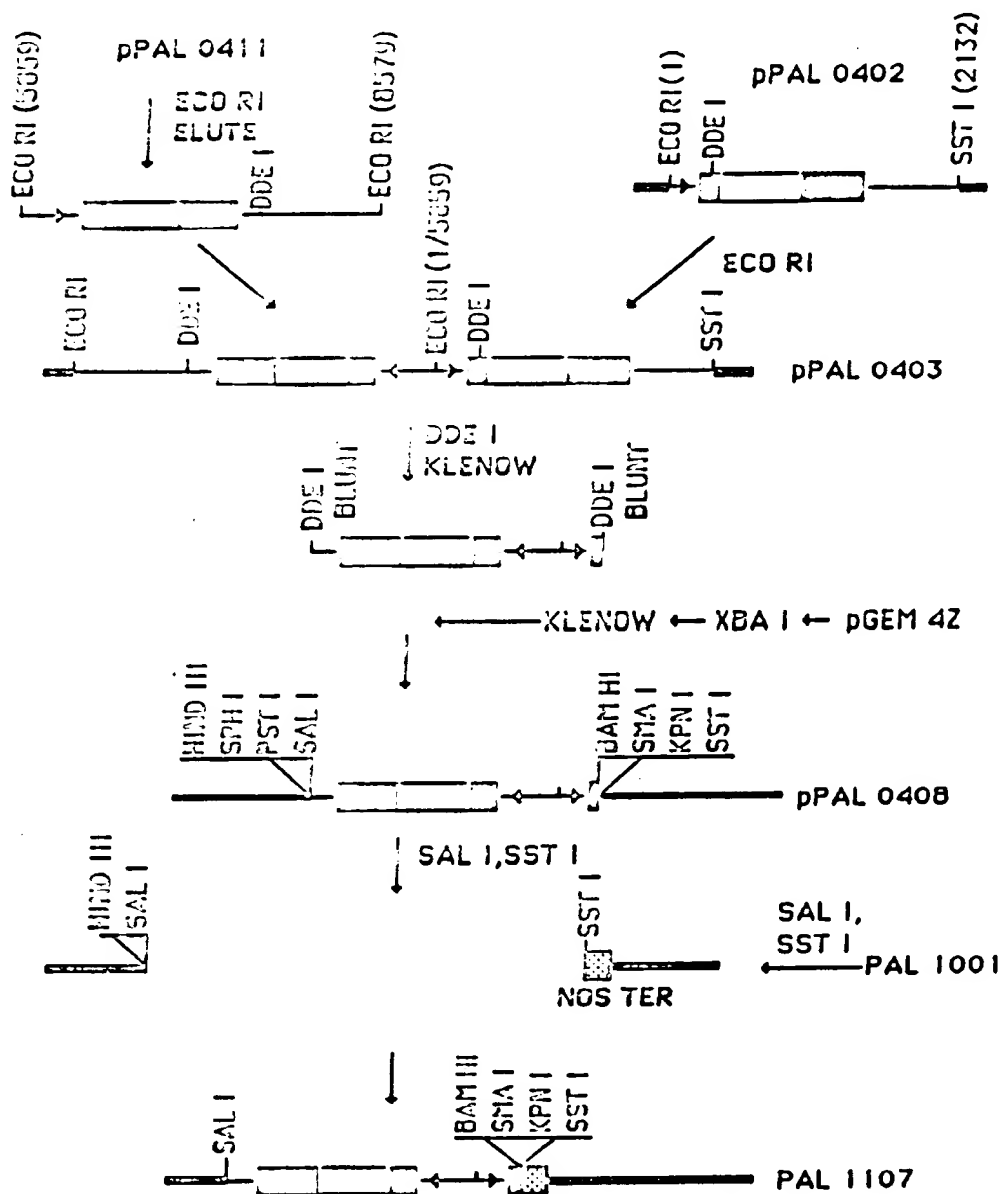 pPAL 0411
ECO RI (5859)
ECO RI
ELUTE
DDE I
ECO RI (8579)
pPAL 0402
ECO RI (1)
DDE I
SST I (2132)
ECO RI
ECO RI
DDE I
ECO RI (1/5859)
DDE I
SST I
pPAL 0403
DDE I
KLENOW
DDE I
BLUNT
DDE I
BLUNT
KLENOW
XBA I
pGEM 4Z
HIND III
SPH I
PST I
SAL I
BAM HI
SMA I
KPN I
SST I
pPAL 0408
SAL I, SST I
HIND III
SAL I
SST I
NOS TER
SAL I,
SST I
PAL 1001
SAL I
BAM HI
SMA I
KPN I
SST I
PAL 1107